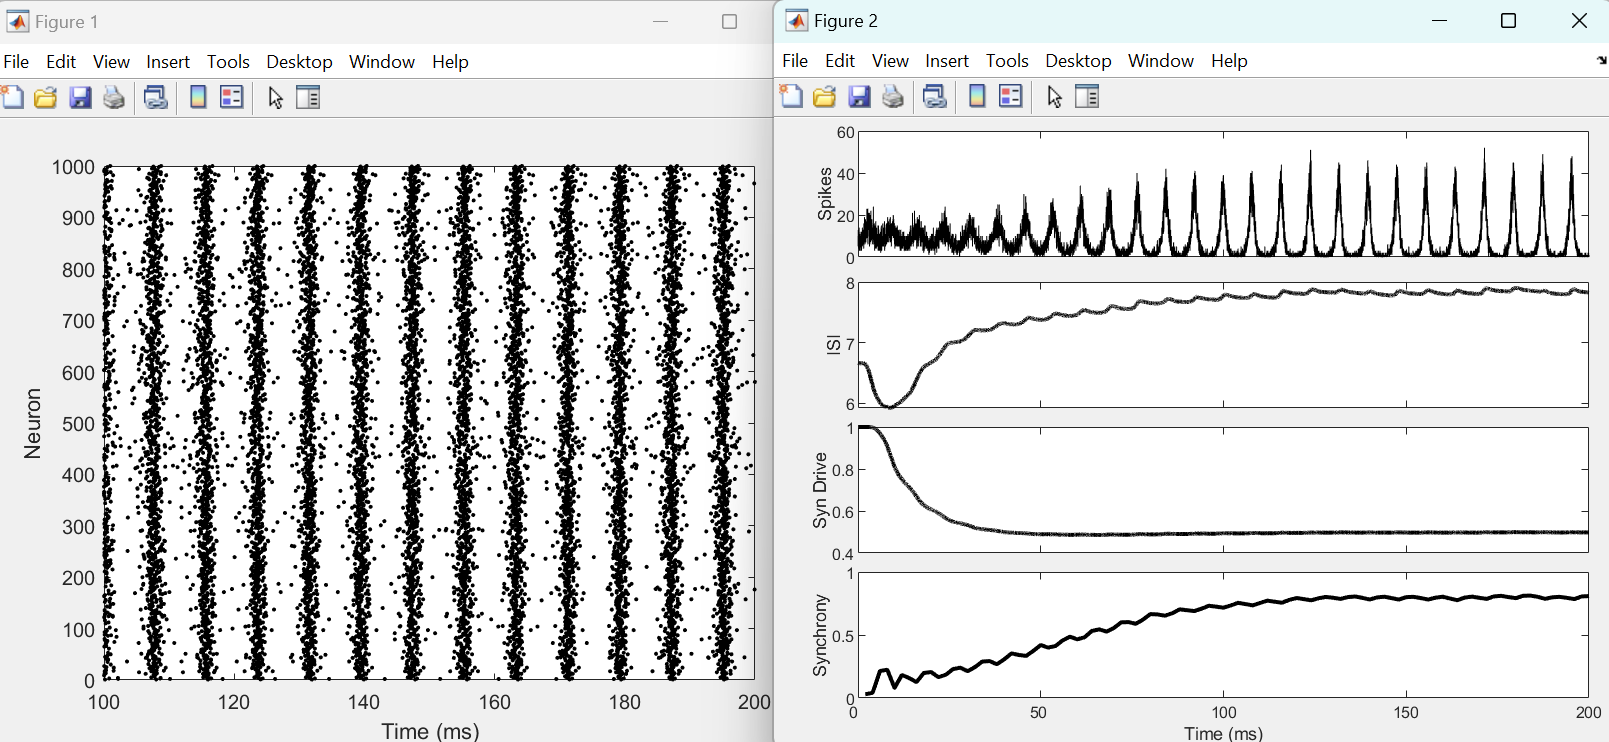 Figure 1
File Edit View Insert Tools Desktop Window Help
1000
900
800
700
600
500
400
300
200
100
0
Neuron
100 120 140 160 180 200
Time (ms)
Figure 2
File Edit View Insert Tools Desktop Window Help
60
40
20
0
Spikes
8
7
6
ISI
1
0.8
0.6
0.4
Syn Drive
1
0.5
0
Synchrony
0 50 100 150 200
Time (ms)